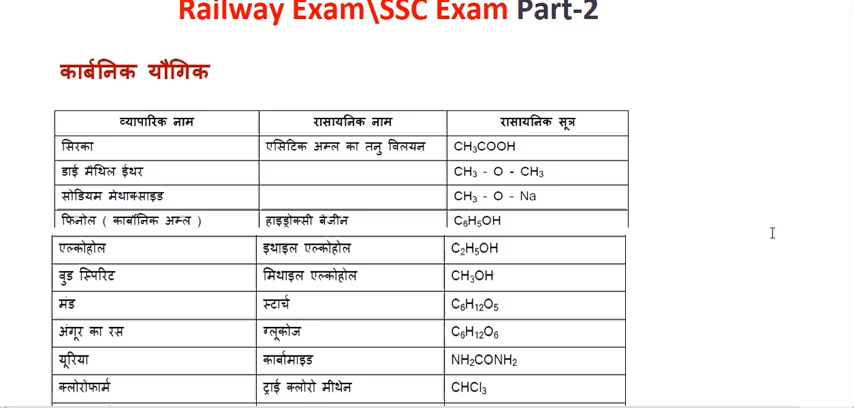 Railway Exam\SSC Exam Part-2
कार्बनिक यौगिक
व्यापारिक नाम रासायनिक नाम रासायनिक सूत्र
सिरका एसिटिक अम्ल का तनु विलयन CH₃COOH
डाई मैथिल ईथर CH₃ - O - CH₃
सोडियम मेथाक्साइड CH₃ - O - Na
फिनोल ( कार्बोनिक अम्ल ) हाइड्रोक्सी बेंजीन C₆H₅OH
एल्कोहोल इथाइल एल्कोहोल C₂H₅OH
वुड स्पिरिट मिथाइल एल्कोहोल CH₃OH
मंड स्टार्च C₆H₁₂O₅
अंगूर का रस ग्लूकोज C₆H₁₂O₆
यूरिया कार्बामाइड NH₂CONH₂
क्लोरोफार्म ट्राई क्लोरो मीथेन CHCl₃